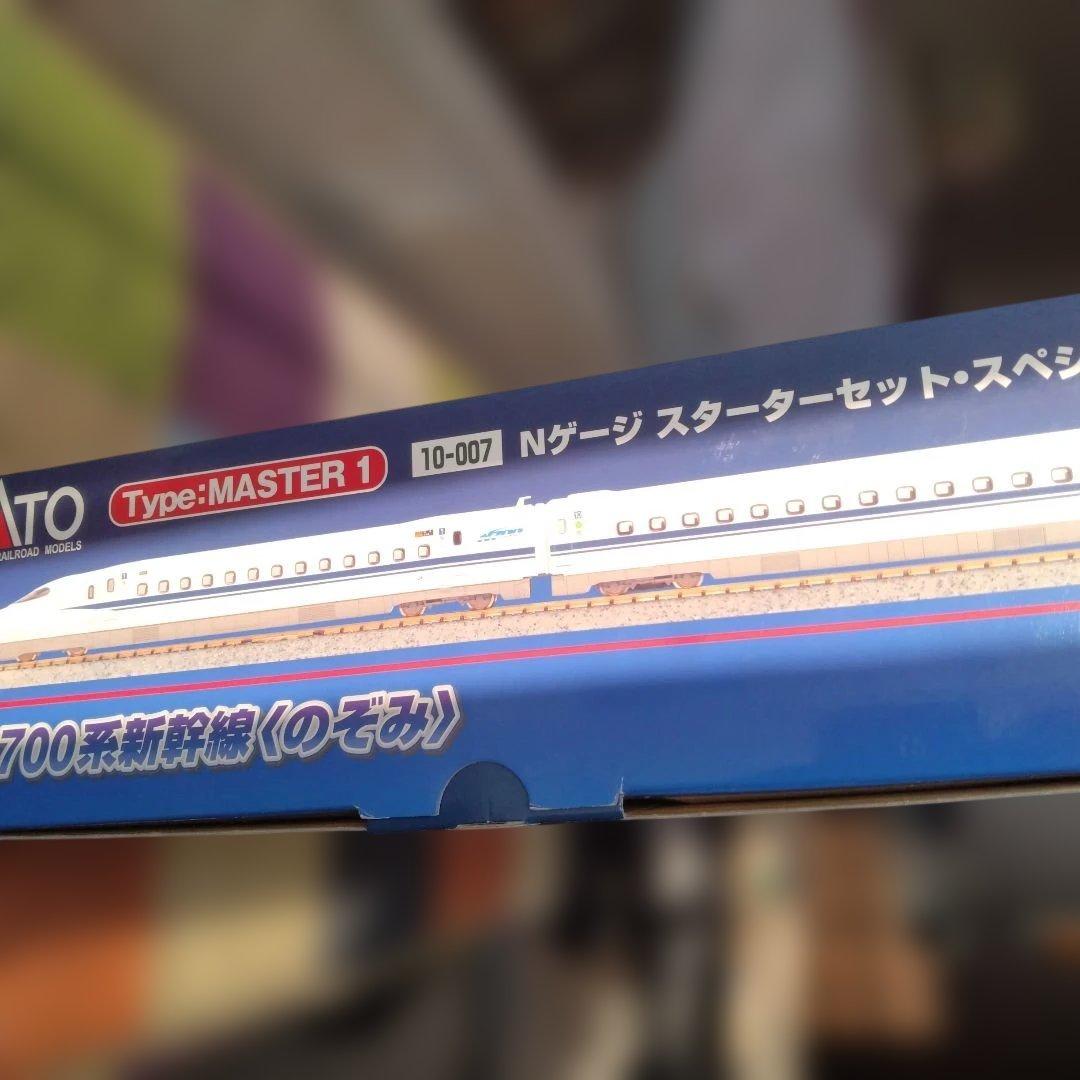 ATO
RAILROAD MODELS
Type:MASTER 1
10-007
Nゲージ スターターセット・スペシ
700系新幹線〈のぞみ〉